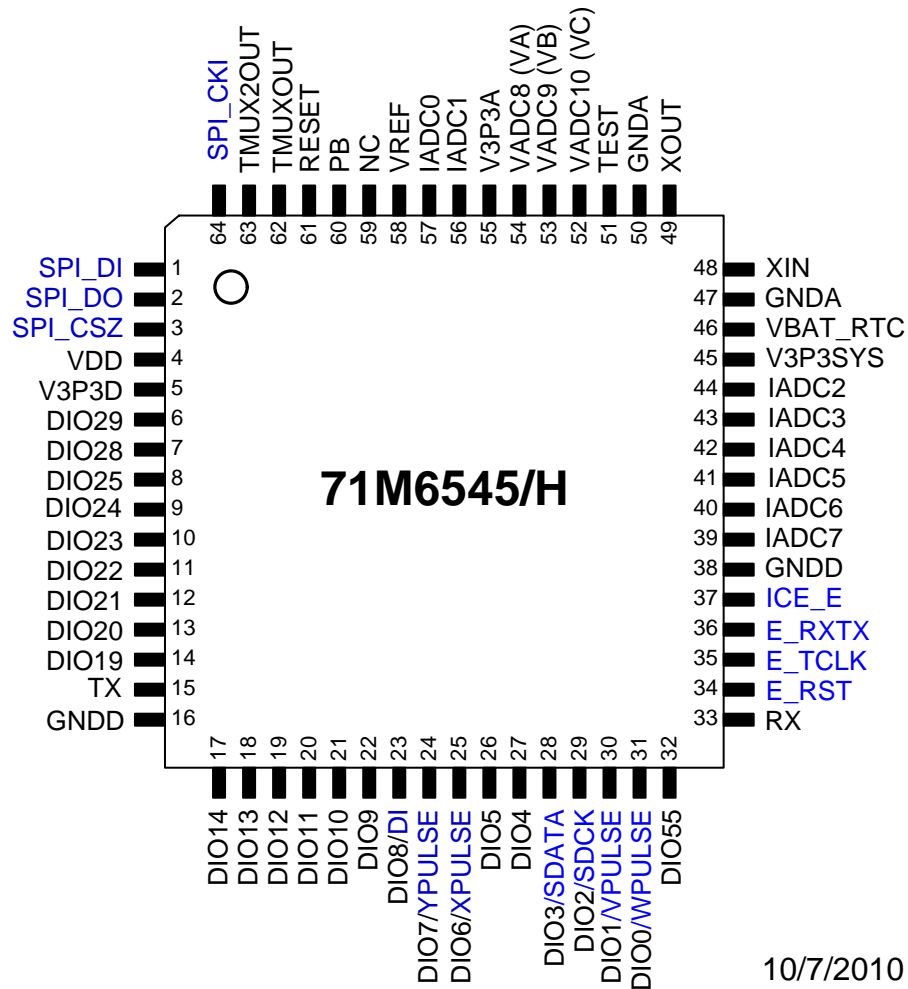 SPI_CKI
TMUX2OUT
TMUXOUT
RESET
PB
NC
VREF
IADC0
IADC1
V3P3A
VADC8 (VA)
VADC9 (VB)
VADC10 (VC)
TEST
GNDA
XOUT
64 63 62 61 60 59 58 57 56 55 54 53 52 51 50 49
SPI_DI 1
SPI_DO 2
SPI_CSZ 3
VDD 4
V3P3D 5
DIO29 6
DIO28 7
DIO25 8
DIO24 9
DIO23 10
DIO22 11
DIO21 12
DIO20 13
DIO19 14
TX 15
GNDD 16
71M6545/H
48 XIN
47 GNDA
46 VBAT_RTC
45 V3P3SYS
44 IADC2
43 IADC3
42 IADC4
41 IADC5
40 IADC6
39 IADC7
38 GNDD
37 ICE_E
36 E_RXTX
35 E_TCLK
34 E_RST
33 RX
17 18 19 20 21 22 23 24 25 26 27 28 29 30 31 32
DIO14
DIO13
DIO12
DIO11
DIO10
DIO9
DIO8/DI
DIO7/YPULSE
DIO6/XPULSE
DIO5
DIO4
DIO3/SDATA
DIO2/SDCK
DIO1/VPULSE
DIO0/WPULSE
DIO55
10/7/2010